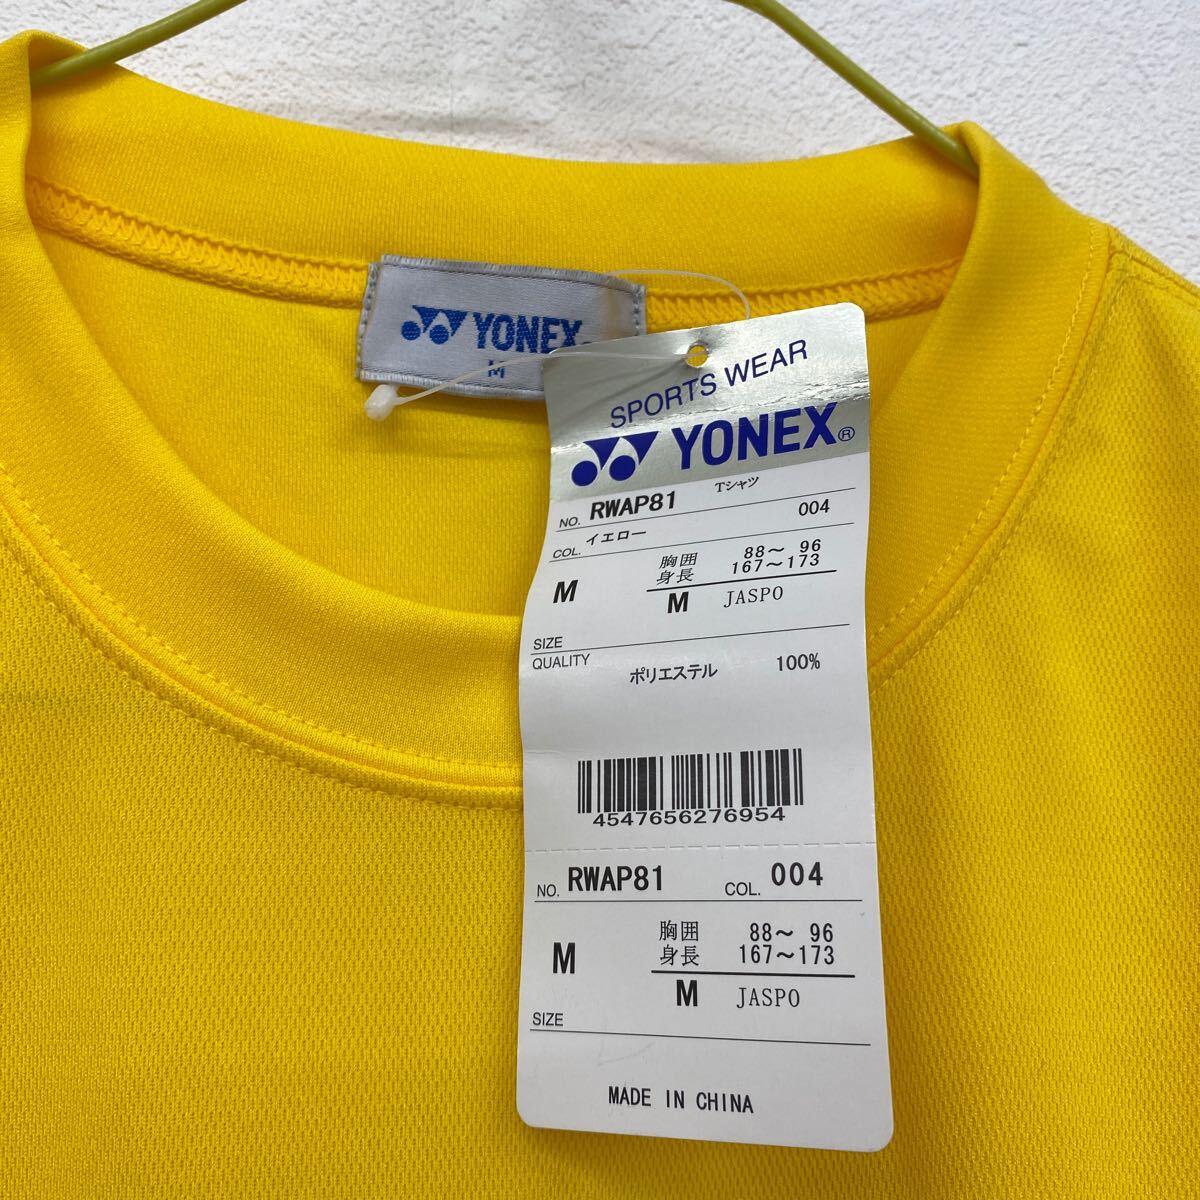 YONEX
M
SPORTS WEAR
YONEX®
NO. RWAP81 Tシャツ
COL. イエロー 004
M 胸囲 88～ 96
身長 167～173
M JASPO
SIZE
QUALITY
ポリエステル 100%
4547656276954
NO. RWAP81 COL. 004
M 胸囲 88～ 96
身長 167～173
M JASPO
SIZE
MADE IN CHINA